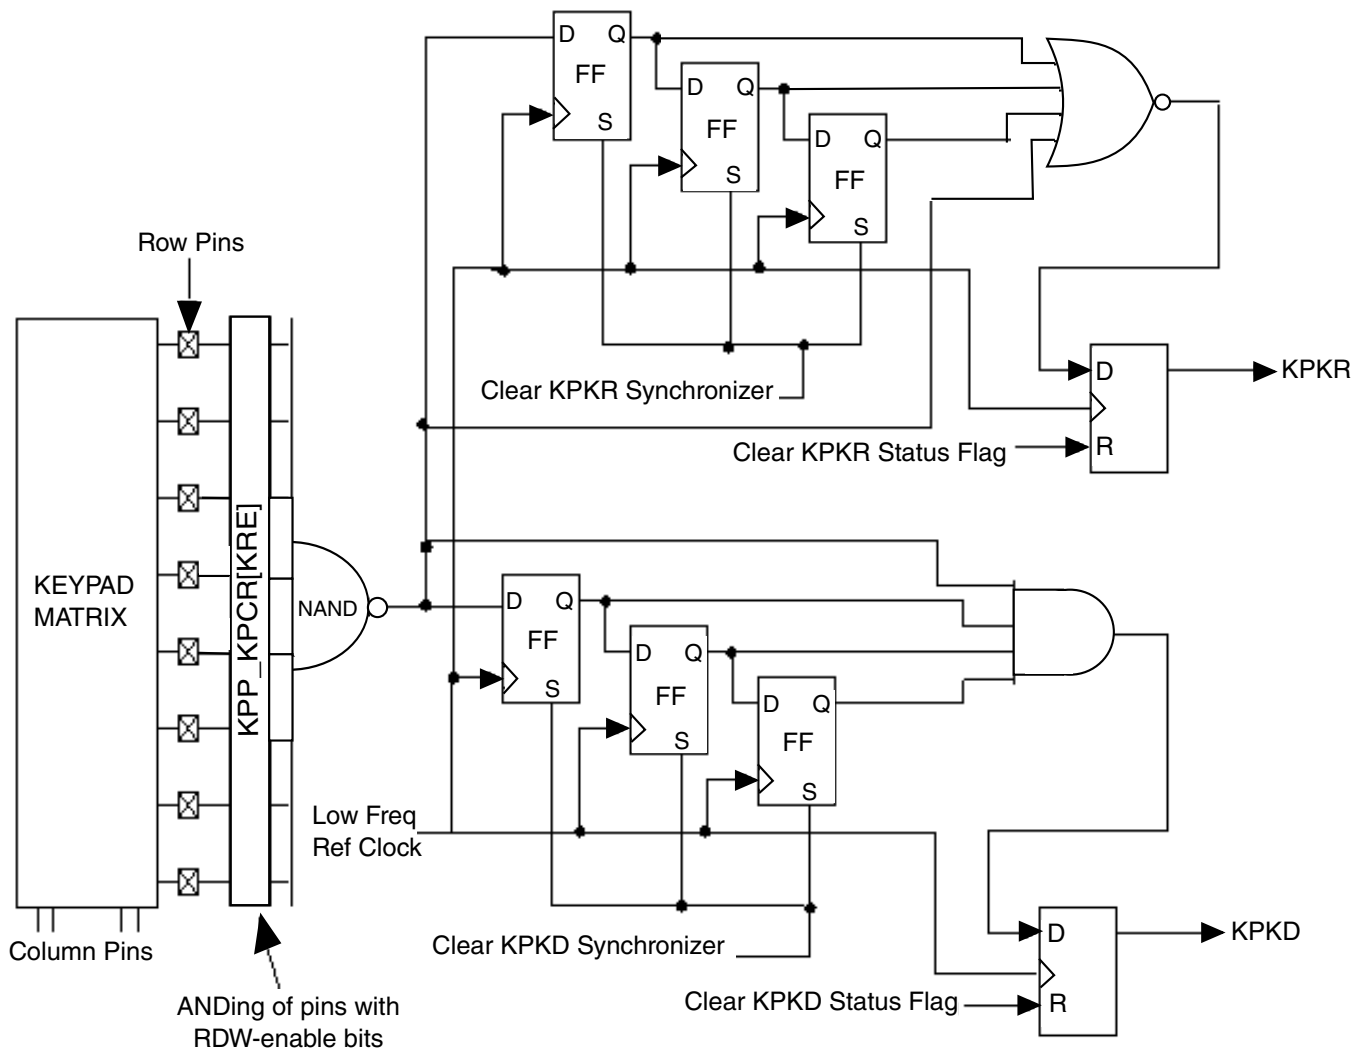 D Q
FF
S
D Q
FF
S
D Q
FF
S
Row Pins
Clear KPKR Synchronizer
D
R
KPKR
Clear KPKR Status Flag
KEYPAD
MATRIX
KPP_KPCR[KRE]
NAND
D Q
FF
S
D Q
FF
S
D Q
FF
S
Low Freq
Ref Clock
Column Pins
Clear KPKD Synchronizer
D
R
KPKD
Clear KPKD Status Flag
ANDing of pins with
RDW-enable bits